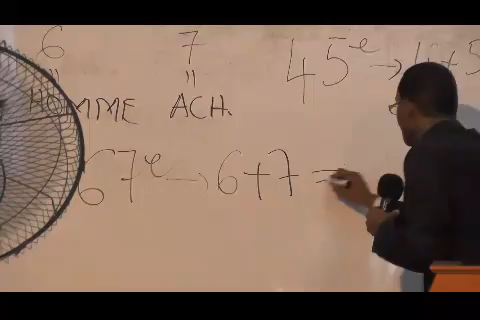 6 7 45e → 4+5
" "
HOMME ACH.
67e → 6+7 =